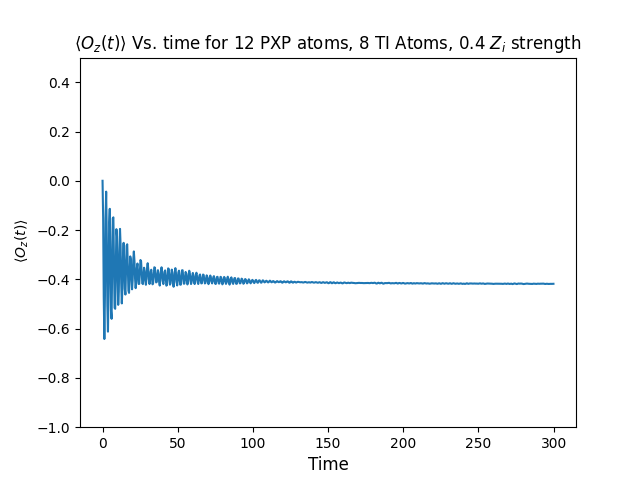 ⟨O_z(t)⟩ Vs. time for 12 PXP atoms, 8 TI Atoms, 0.4 Z_i strength
⟨O_z(t)⟩
0.4
0.2
0.0
−0.2
−0.4
−0.6
−0.8
−1.0
0 50 100 150 200 250 300
Time